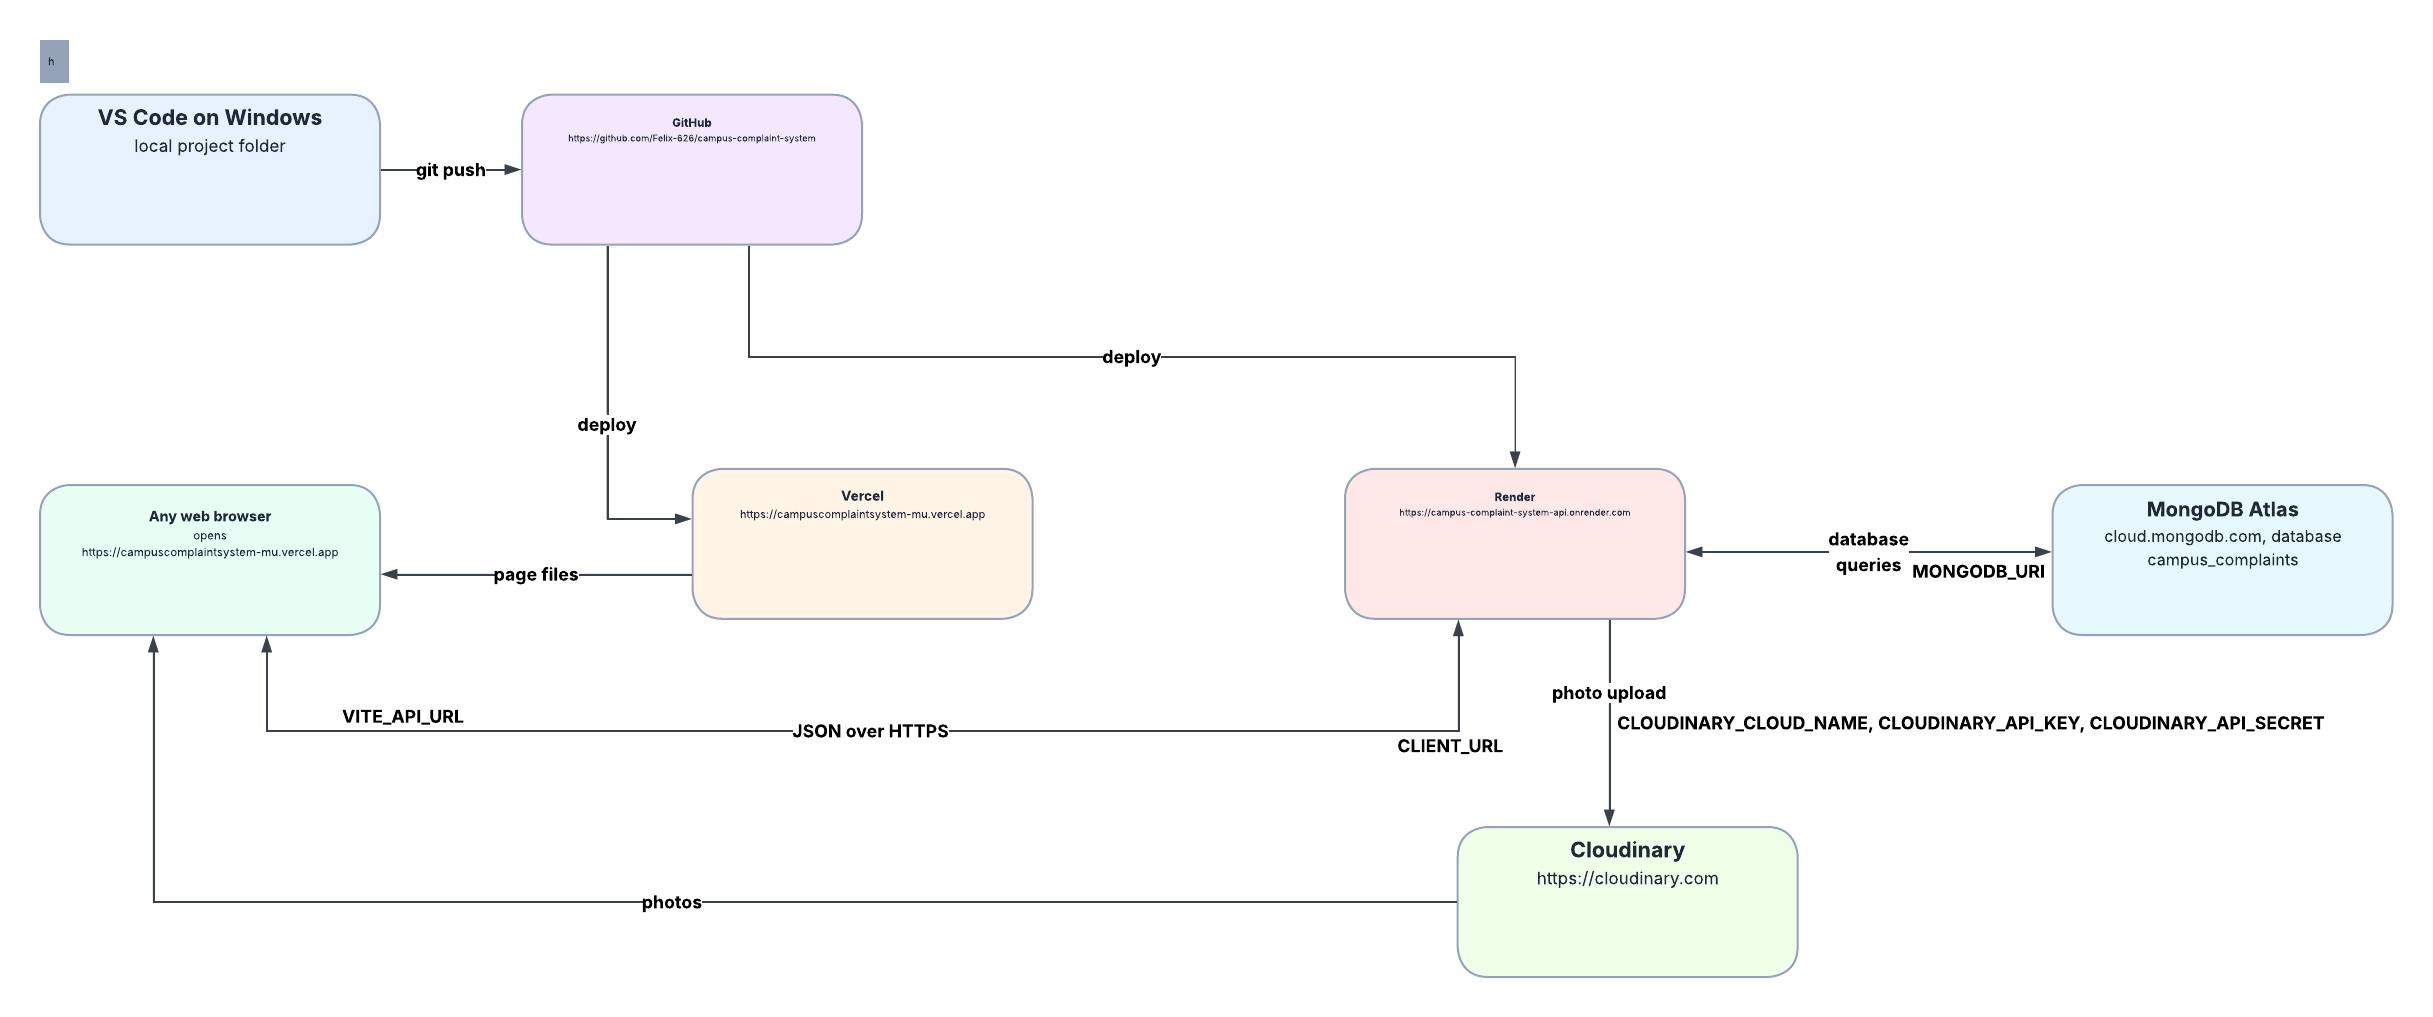 h
VS Code on Windows
local project folder
git push
GitHub
https://github.com/Felix-626/campus-complaint-system
deploy
deploy
Any web browser
opens
https://campuscomplaintsystem-mu.vercel.app
page files
Vercel
https://campuscomplaintsystem-mu.vercel.app
Render
https://campus-complaint-system-api.onrender.com
database
queries
MONGODB_URI
MongoDB Atlas
cloud.mongodb.com, database
campus_complaints
photo upload
VITE_API_URL
JSON over HTTPS
CLIENT_URL
CLOUDINARY_CLOUD_NAME, CLOUDINARY_API_KEY, CLOUDINARY_API_SECRET
Cloudinary
https://cloudinary.com
photos